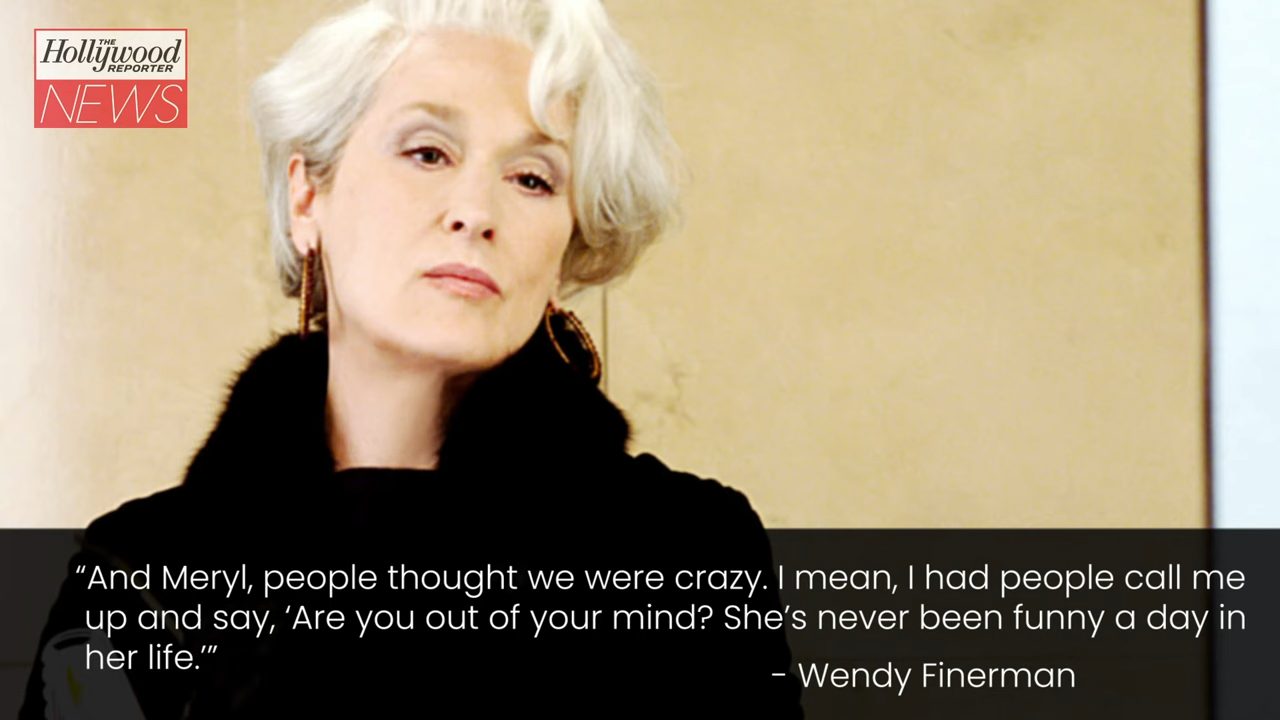 THE
Hollywood
REPORTER
NEWS
“And Meryl, people thought we were crazy. I mean, I had people call me
up and say, ‘Are you out of your mind? She’s never been funny a day in
her life.’”
- Wendy Finerman